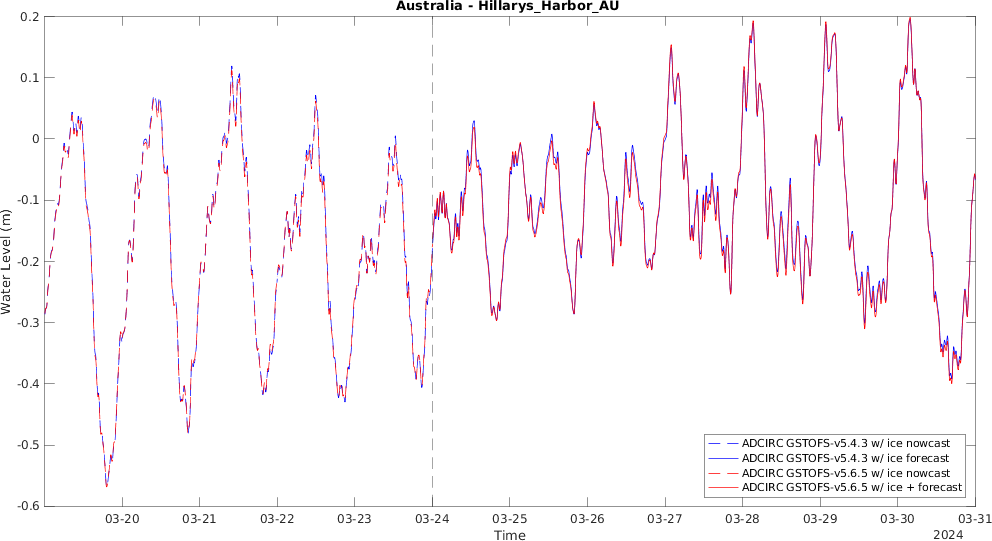 Australia - Hillarys_Harbor_AU
Water Level (m)
0.2
0.1
0
-0.1
-0.2
-0.3
-0.4
-0.5
-0.6
ADCIRC GSTOFS-v5.4.3 w/ ice nowcast
ADCIRC GSTOFS-v5.4.3 w/ ice forecast
ADCIRC GSTOFS-v5.6.5 w/ ice nowcast
ADCIRC GSTOFS-v5.6.5 w/ ice + forecast
03-20 03-21 03-22 03-23 03-24 03-25 03-26 03-27 03-28 03-29 03-30 03-31
Time
2024